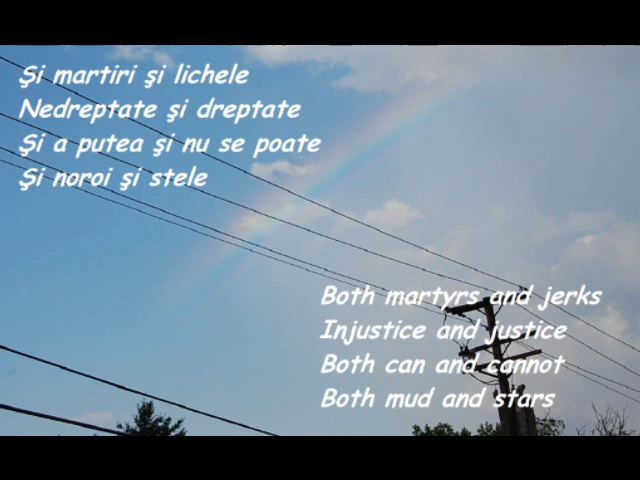 Şi martiri şi lichele
Nedreptate şi dreptate
Şi a putea şi nu se poate
Şi noroi şi stele
Both martyrs and jerks
Injustice and justice
Both can and cannot
Both mud and stars